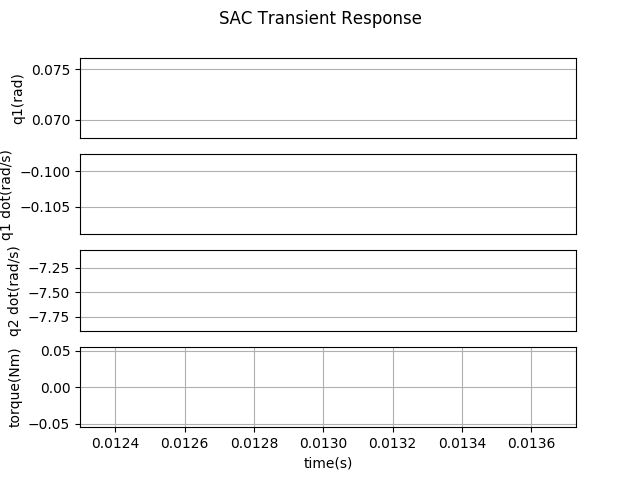 SAC Transient Response
q1(rad)
0.075
0.070
q1 dot(rad/s)
−0.100
−0.105
q2 dot(rad/s)
−7.25
−7.50
−7.75
torque(Nm)
0.05
0.00
−0.05
0.0124 0.0126 0.0128 0.0130 0.0132 0.0134 0.0136
time(s)